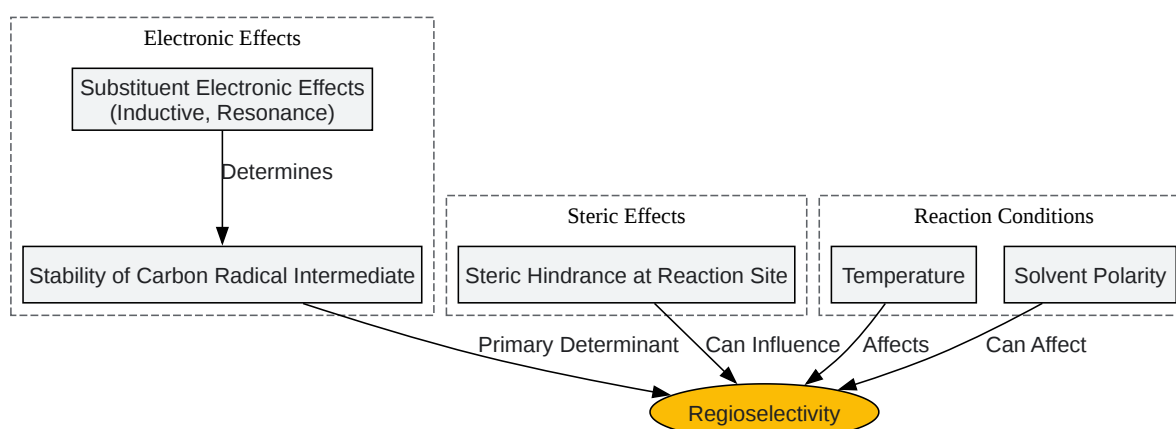 Electronic Effects
Substituent Electronic Effects
(Inductive, Resonance)
Determines
Stability of Carbon Radical Intermediate
Steric Effects
Steric Hindrance at Reaction Site
Reaction Conditions
Temperature
Solvent Polarity
Primary Determinant
Can Influence
Affects
Can Affect
Regioselectivity